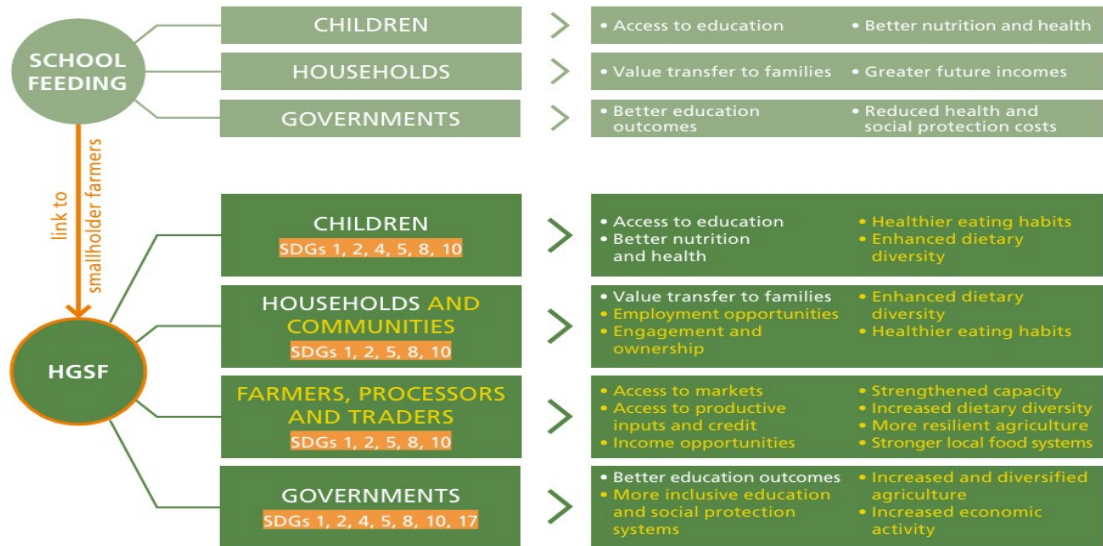 SCHOOL
FEEDING
CHILDREN
• Access to education
• Better nutrition and health
HOUSEHOLDS
• Value transfer to families
• Greater future incomes
GOVERNMENTS
• Better education
outcomes
• Reduced health and
social protection costs
link to
smallholder farmers
HGSF
CHILDREN
SDGs 1, 2, 4, 5, 8, 10
• Access to education
• Better nutrition
and health
• Healthier eating habits
• Enhanced dietary
diversity
HOUSEHOLDS AND
COMMUNITIES
SDGs 1, 2, 5, 8, 10
• Value transfer to families
• Employment opportunities
• Engagement and
ownership
• Enhanced dietary
diversity
• Healthier eating habits
FARMERS, PROCESSORS
AND TRADERS
SDGs 1, 2, 5, 8, 10
• Access to markets
• Access to productive
inputs and credit
• Income opportunities
• Strengthened capacity
• Increased dietary diversity
• More resilient agriculture
• Stronger local food systems
GOVERNMENTS
SDGs 1, 2, 4, 5, 8, 10, 17
• Better education outcomes
• More inclusive education
and social protection
systems
• Increased and diversified
agriculture
• Increased economic
activity